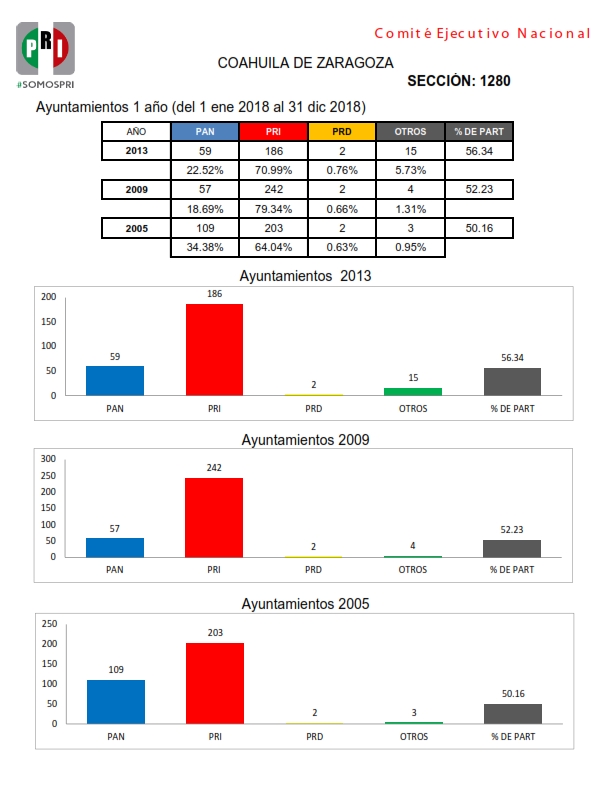 Comité Ejecutivo Nacional
PRI
#SOMOSPRI
COAHUILA DE ZARAGOZA
SECCIÓN: 1280
Ayuntamientos 1 año (del 1 ene 2018 al 31 dic 2018)
AÑO PAN PRI PRD OTROS % DE PART
2013 59 186 2 15 56.34
22.52% 70.99% 0.76% 5.73%
2009 57 242 2 4 52.23
18.69% 79.34% 0.66% 1.31%
2005 109 203 2 3 50.16
34.38% 64.04% 0.63% 0.95%
Ayuntamientos 2013
200
150
100
50
0
59 186 2 15 56.34
PAN PRI PRD OTROS % DE PART
Ayuntamientos 2009
300
250
200
150
100
50
0
57 242 2 4 52.23
PAN PRI PRD OTROS % DE PART
Ayuntamientos 2005
250
200
150
100
50
0
109 203 2 3 50.16
PAN PRI PRD OTROS % DE PART